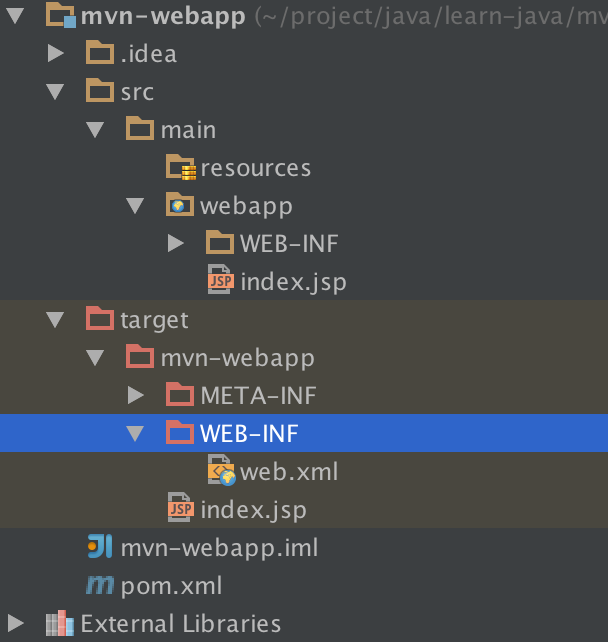 mvn-webapp (~/project/java/learn-java/mv
.idea
src
main
resources
webapp
WEB-INF
JSP index.jsp
target
mvn-webapp
META-INF
WEB-INF
web.xml
JSP index.jsp
mvn-webapp.iml
m pom.xml
External Libraries